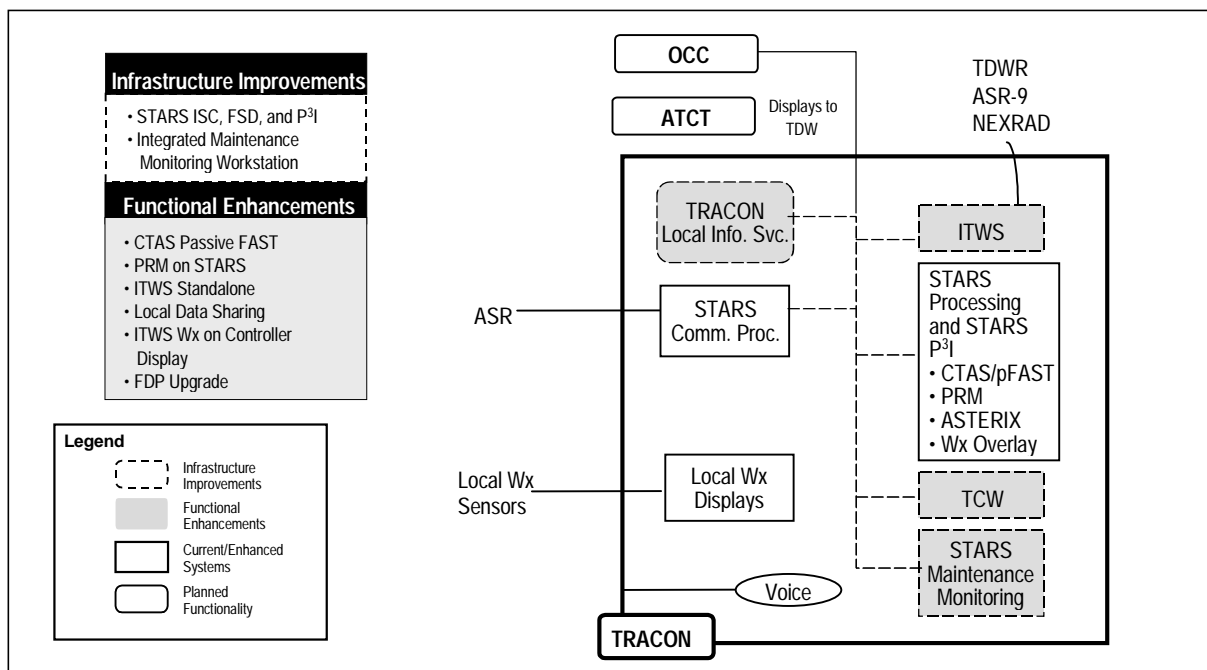 Infrastructure Improvements
• STARS ISC, FSD, and P³I
• Integrated Maintenance
Monitoring Workstation
Functional Enhancements
• CTAS Passive FAST
• PRM on STARS
• ITWS Standalone
• Local Data Sharing
• ITWS Wx on Controller
Display
• FDP Upgrade
Legend
Infrastructure
Improvements
Functional
Enhancements
Current/Enhanced
Systems
Planned
Functionality
OCC
ATCT
Displays to
TDW
TDWR
ASR-9
NEXRAD
TRACON
Local Info. Svc.
ITWS
ASR
STARS
Comm. Proc.
STARS
Processing
and STARS
P³I
• CTAS/pFAST
• PRM
• ASTERIX
• Wx Overlay
Local Wx
Sensors
Local Wx
Displays
TCW
STARS
Maintenance
Monitoring
Voice
TRACON